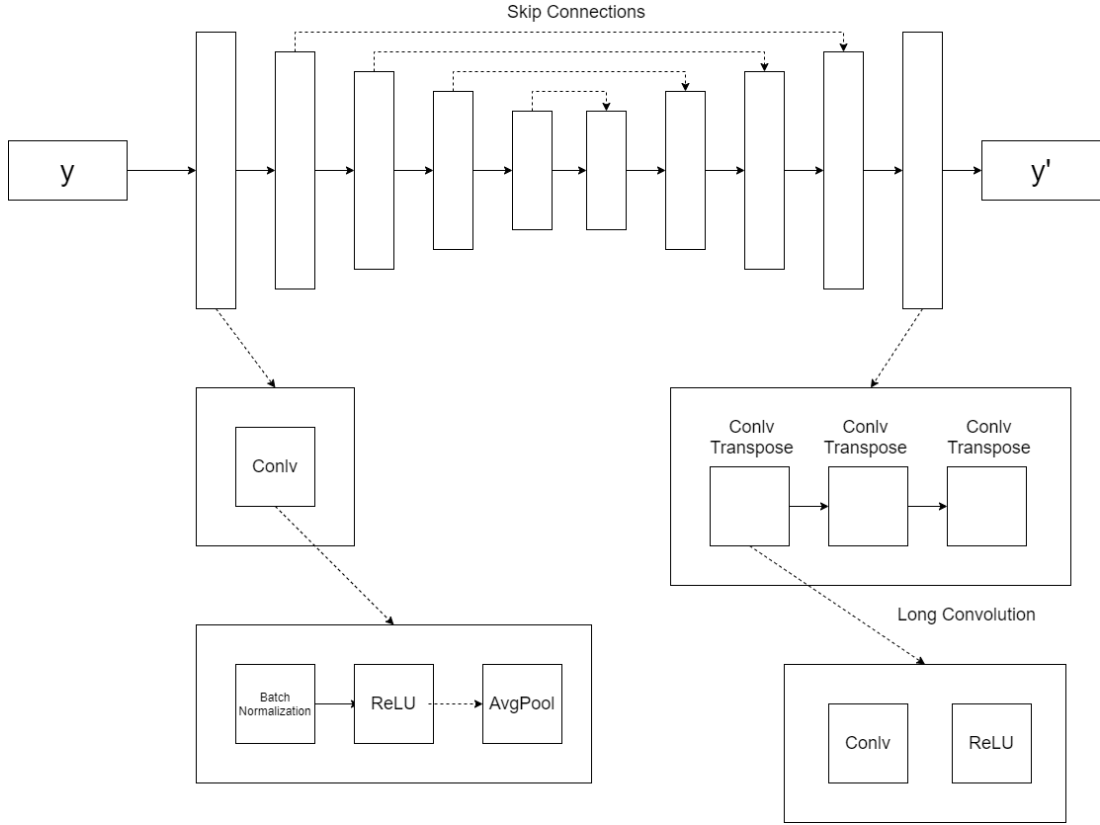 Skip Connections
y
y'
Conlv
Transpose
Conlv
Transpose
Conlv
Transpose
Conlv
Long Convolution
Batch
Normalization
ReLU
AvgPool
Conlv
ReLU